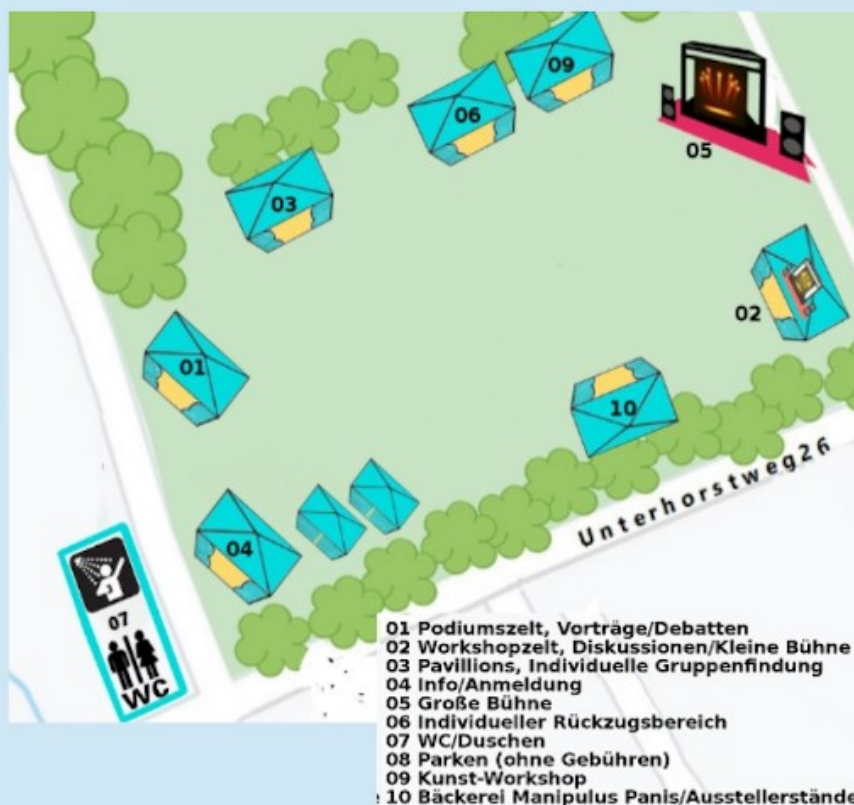 09
06
05
03
02
01
10
Unterhorstweg26
04
07
WC
01 Podiumszelt, Vorträge/Debatten
02 Workshopzelt, Diskussionen/Kleine Bühne
03 Pavillions, Individuelle Gruppenfindung
04 Info/Anmeldung
05 Große Bühne
06 Individueller Rückzugsbereich
07 WC/Duschen
08 Parken (ohne Gebühren)
09 Kunst-Workshop
10 Bäckerei Manipulus Panis/Ausstellerstände